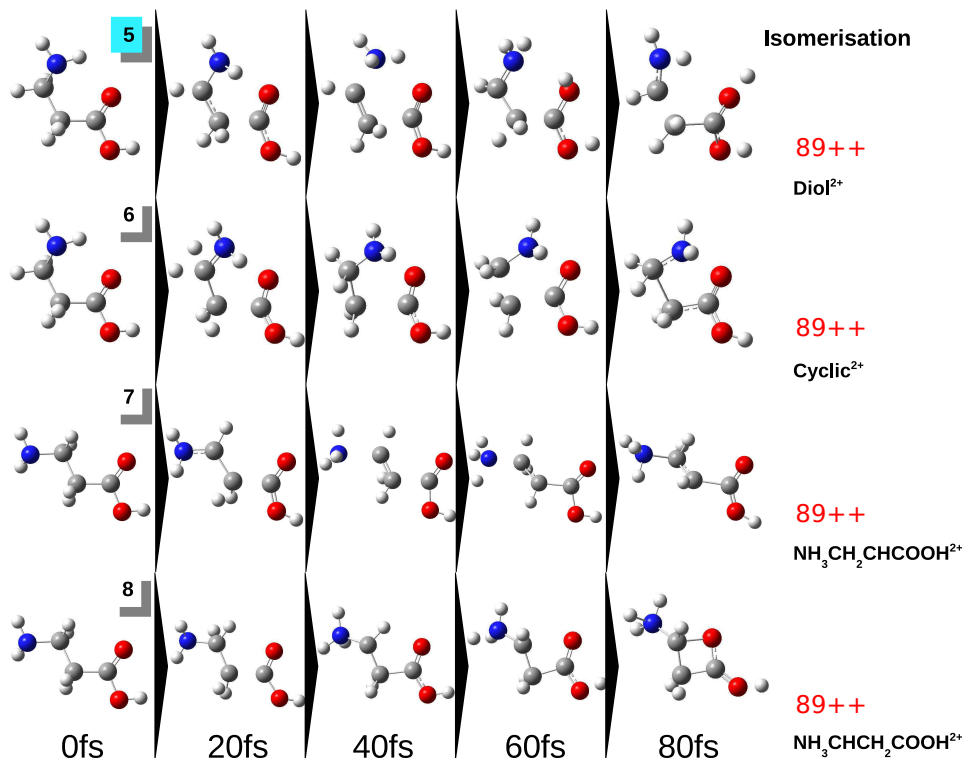 Isomerisation
5
89++
Diol²⁺
6
89++
Cyclic²⁺
7
89++
NH₃CH₂CHCOOH²⁺
8
89++
NH₃CHCH₂COOH²⁺
0fs 20fs 40fs 60fs 80fs